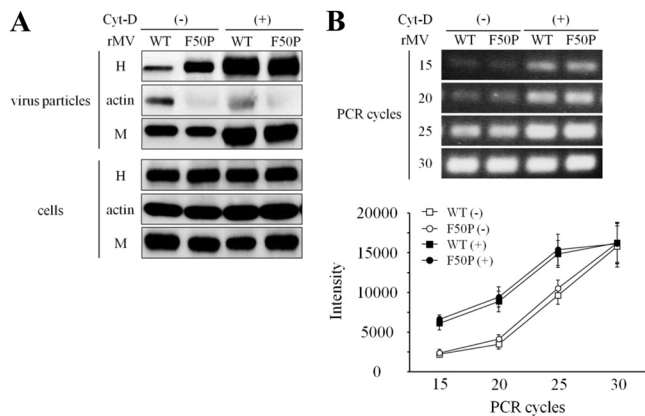 A
Cyt-D (-) (+)
rMV WT F50P WT F50P
virus particles
H
actin
M
cells
H
actin
M
B
Cyt-D (-) (+)
rMV WT F50P WT F50P
PCR cycles
15
20
25
30
Intensity
20000
15000
10000
5000
0
WT (-)
F50P (-)
WT (+)
F50P (+)
15 20 25 30
PCR cycles